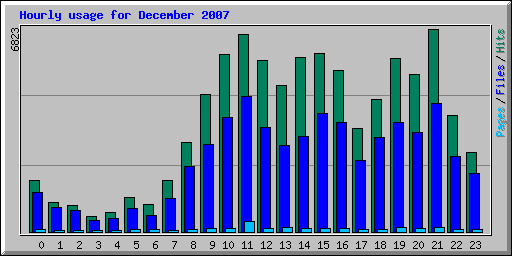 Hourly usage for December 2007
6823
Pages / Files / Hits
0 1 2 3 4 5 6 7 8 9 10 11 12 13 14 15 16 17 18 19 20 21 22 23